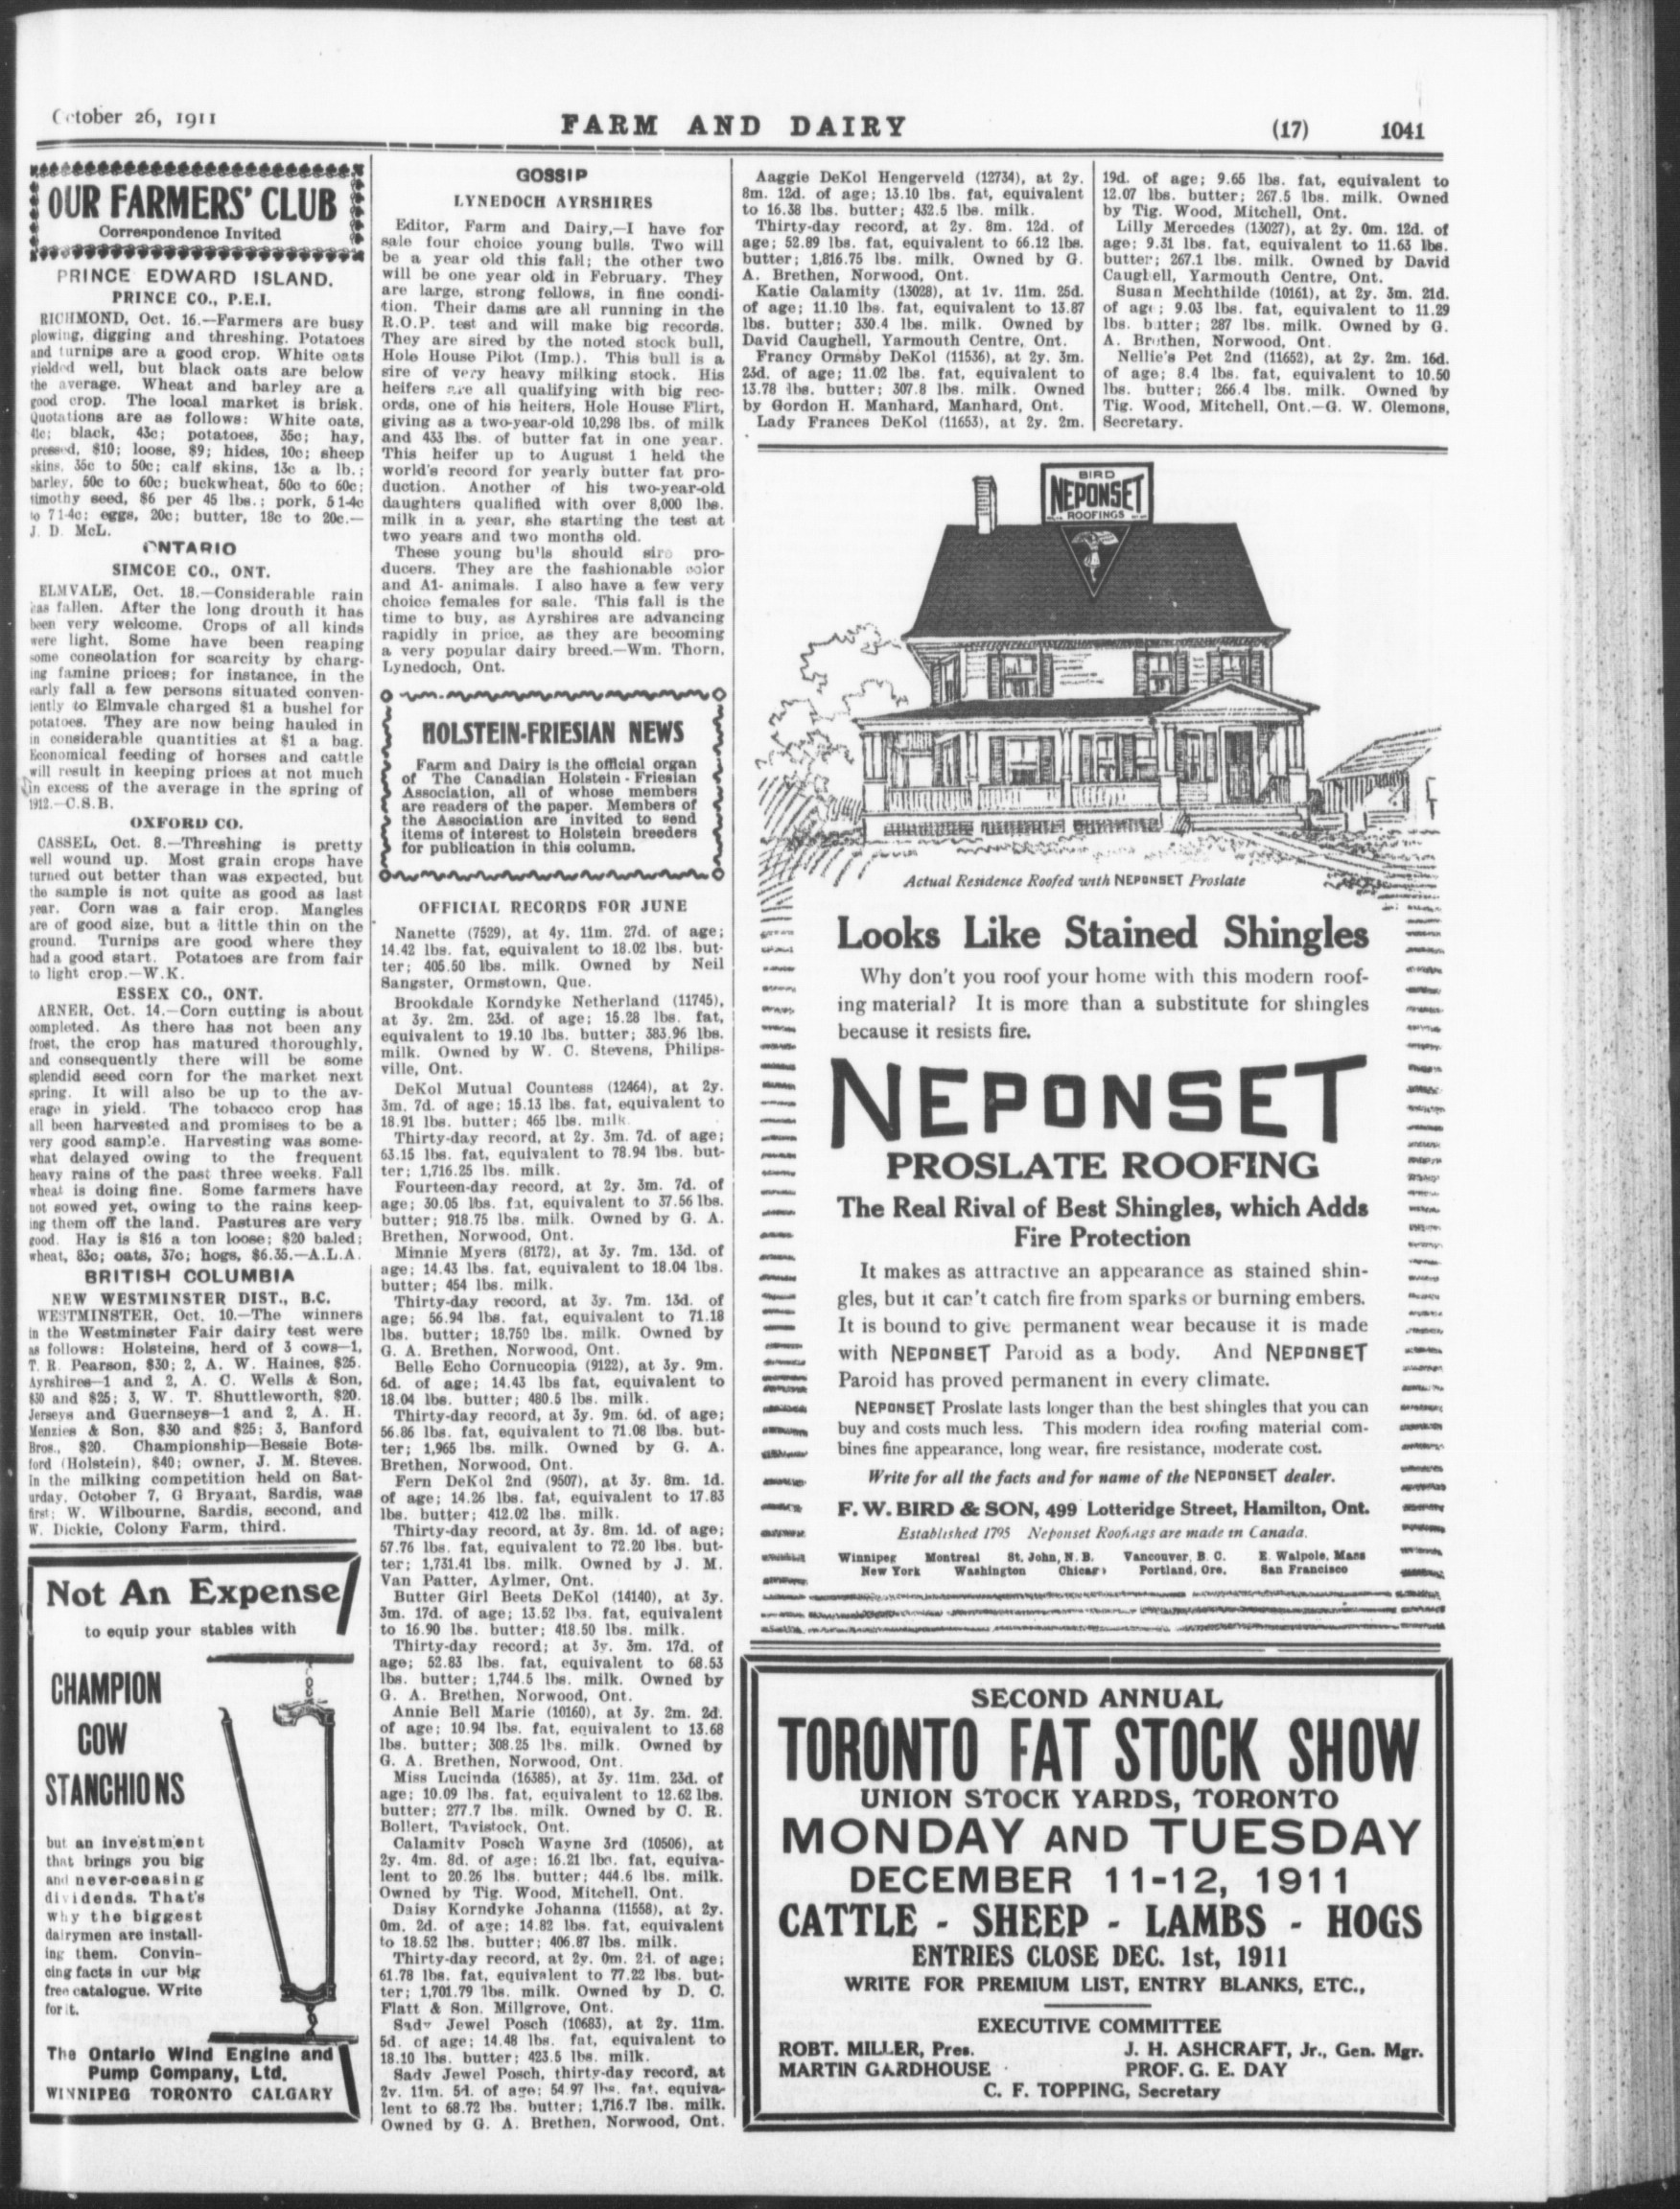 October 26, 1911
FARM AND DAIRY
(17) 1041
OUR FARMERS' CLUB
Correspondence Invited
PRINCE EDWARD ISLAND.
PRINCE CO., P.E.I.
RICHMOND, Oct. 16.—Farmers are busy
plowing, digging and threshing. Potatoes
and turnips are a good crop. White oats
yielded well, but black oats are below
the average. Wheat and barley are a
good crop. The local market is brisk.
Quotations are as follows: White oats,
41c; black, 43c; potatoes, 35c; hay,
pressed, $10; loose, $9; hides, 10c; sheep
skins, 35c to 50c; calf skins, 13c a lb.;
barley, 50c to 60c; buckwheat, 50c to 60c;
timothy seed, $6 per 45 lbs.; pork, 5 1-4c
to 7 1-4c; eggs, 20c; butter, 18c to 20c.—
J. D. McL.
ONTARIO
SIMCOE CO., ONT.
ELMVALE, Oct. 18.—Considerable rain
has fallen. After the long drouth it has
been very welcome. Crops of all kinds
were light. Some have been reaping
some consolation for scarcity by charg-
ing famine prices; for instance, in the
early fall a few persons situated conven-
iently to Elmvale charged $1 a bushel for
potatoes. They are now being hauled in
in considerable quantities at $1 a bag.
Economical feeding of horses and cattle
will result in keeping prices at not much
in excess of the average in the spring of
1912.—C.S.B.
OXFORD CO.
CASSEL, Oct. 8.—Threshing is pretty
well wound up. Most grain crops have
turned out better than was expected, but
the sample is not quite as good as last
year. Corn was a fair crop. Mangles
are of good size, but a little thin on the
ground. Turnips are good where they
had a good start. Potatoes are from fair
to light crop.—W.K.
ESSEX CO., ONT.
ARNER, Oct. 14.—Corn cutting is about
completed. As there has not been any
frost, the crop has matured thoroughly,
and consequently there will be some
splendid seed corn for the market next
spring. It will also be up to the av-
erage in yield. The tobacco crop has
all been harvested and promises to be a
very good sample. Harvesting was some-
what delayed owing to the frequent
heavy rains of the past three weeks. Fall
wheat is doing fine. Some farmers have
not sowed yet, owing to the rains keep-
ing them off the land. Pastures are very
good. Hay is $16 a ton loose; $20 baled;
wheat, 83c; oats, 37c; hogs, $6.35.—A.L.A.
BRITISH COLUMBIA
NEW WESTMINSTER DIST., B.C.
WESTMINSTER, Oct. 10.—The winners
in the Westminster Fair dairy test were
as follows: Holsteins, herd of 3 cows—1,
T. R. Pearson, $30; 2, A. W. Haines, $25.
Ayrshires—1 and 2, A. C. Wells & Son,
$30 and $25; 3, W. T. Shuttleworth, $20.
Jerseys and Guernseys—1 and 2, A. H.
Menzies & Son, $30 and $25; 3, Banford
Bros., $20. Championship—Bessie Bots-
ford (Holstein), $40; owner, J. M. Steves.
In the milking competition held on Sat-
urday, October 7, G Bryant, Sardis, was
first; W. Wilbourne, Sardis, second, and
W. Dickie, Colony Farm, third.
Not An Expense
to equip your stables with
CHAMPION
COW
STANCHIONS
but an investment
that brings you big
and never-ceasing
dividends. That's
why the biggest
dairymen are install-
ing them. Convin-
cing facts in our big
free catalogue. Write
for it.
The Ontario Wind Engine and
Pump Company, Ltd.
WINNIPEG TORONTO CALGARY
GOSSIP
LYNEDOCH AYRSHIRES
Editor, Farm and Dairy,—I have for
sale four choice young bulls. Two will
be a year old this fall; the other two
will be one year old in February. They
are large, strong fellows, in fine condi-
tion. Their dams are all running in the
R.O.P. test and will make big records.
They are sired by the noted stock bull,
Hole House Pilot (Imp.). This bull is a
sire of very heavy milking stock. His
heifers are all qualifying with big rec-
ords, one of his heiters, Hole House Flirt,
giving as a two-year-old 10,298 lbs. of milk
and 433 lbs. of butter fat in one year.
This heifer up to August 1 held the
world's record for yearly butter fat pro-
duction. Another of his two-year-old
daughters qualified with over 8,000 lbs.
milk in a year, she starting the test at
two years and two months old.
These young bulls should sire pro-
ducers. They are the fashionable color
and A1- animals. I also have a few very
choice females for sale. This fall is the
time to buy, as Ayrshires are advancing
rapidly in price, as they are becoming
a very popular dairy breed.—Wm. Thorn,
Lynedoch, Ont.
HOLSTEIN-FRIESIAN NEWS
Farm and Dairy is the official organ
of The Canadian Holstein - Friesian
Association, all of whose members
are readers of the paper. Members of
the Association are invited to send
items of interest to Holstein breeders
for publication in this column.
OFFICIAL RECORDS FOR JUNE
Nanette (7529), at 4y. 11m. 27d. of age;
14.42 lbs. fat, equivalent to 18.02 lbs. but-
ter; 405.50 lbs. milk. Owned by Neil
Sangster, Ormstown, Que.
Brookdale Korndyke Netherland (11745),
at 3y. 2m. 23d. of age; 15.28 lbs. fat,
equivalent to 19.10 lbs. butter; 383.96 lbs.
milk. Owned by W. C. Stevens, Philips-
ville, Ont.
DeKol Mutual Countess (12464), at 2y.
3m. 7d. of age; 15.13 lbs. fat, equivalent to
18.91 lbs. butter; 465 lbs. milk.
Thirty-day record, at 2y. 3m. 7d. of age;
63.15 lbs. fat, equivalent to 78.94 lbs. but-
ter; 1,716.25 lbs. milk.
Fourteen-day record, at 2y. 3m. 7d. of
age; 30.05 lbs. fat, equivalent to 37.56 lbs.
butter; 918.75 lbs. milk. Owned by G. A.
Brethen, Norwood, Ont.
Minnie Myers (8172), at 3y. 7m. 13d. of
age; 14.43 lbs. fat, equivalent to 18.04 lbs.
butter; 454 lbs. milk.
Thirty-day record, at 3y. 7m. 13d. of
age; 56.94 lbs. fat, equivalent to 71.18
lbs. butter; 18.750 lbs. milk. Owned by
G. A. Brethen, Norwood, Ont.
Belle Echo Cornucopia (9122), at 3y. 9m.
6d. of age; 14.43 lbs fat, equivalent to
18.04 lbs. butter; 480.5 lbs. milk.
Thirty-day record, at 3y. 9m. 6d. of age;
56.86 lbs. fat, equivalent to 71.08 lbs. but-
ter; 1,965 lbs. milk. Owned by G. A.
Brethen, Norwood, Ont.
Fern DeKol 2nd (9507), at 3y. 8m. 1d.
of age; 14.26 lbs. fat, equivalent to 17.83
lbs. butter; 412.02 lbs. milk.
Thirty-day record, at 3y. 8m. 1d. of age;
57.76 lbs. fat, equivalent to 72.20 lbs. but-
ter; 1,731.41 lbs. milk. Owned by J. M.
Van Patter, Aylmer, Ont.
Butter Girl Beets DeKol (14140), at 3y.
3m. 17d. of age; 13.52 lbs. fat, equivalent
to 16.90 lbs. butter; 418.50 lbs. milk.
Thirty-day record; at 3y. 3m. 17d. of
age; 52.83 lbs. fat, equivalent to 68.53
lbs. butter; 1,744.5 lbs. milk. Owned by
G. A. Brethen, Norwood, Ont.
Annie Bell Marie (10160), at 3y. 2m. 2d.
of age; 10.94 lbs. fat, equivalent to 13.68
lbs. butter; 308.25 lbs. milk. Owned by
G. A. Brethen, Norwood, Ont.
Miss Lucinda (16385), at 3y. 11m. 23d. of
age; 10.09 lbs. fat, equivalent to 12.62 lbs.
butter; 277.7 lbs. milk. Owned by C. R.
Bollert, Tavistock, Ont.
Calamity Posch Wayne 3rd (10506), at
2y. 4m. 8d. of age; 16.21 lbs. fat, equiva-
lent to 20.26 lbs. butter; 444.6 lbs. milk.
Owned by Tig. Wood, Mitchell, Ont.
Daisy Korndyke Johanna (11558), at 2y.
0m. 2d. of age; 14.82 lbs. fat, equivalent
to 18.52 lbs. butter; 406.87 lbs. milk.
Thirty-day record, at 2y. 0m. 2d. of age;
61.78 lbs. fat, equivalent to 77.22 lbs. but-
ter; 1,701.79 lbs. milk. Owned by D. C.
Flatt & Son. Millgrove, Ont.
Sady Jewel Posch (10683), at 2y. 11m.
5d. of age; 14.48 lbs. fat, equivalent to
18.10 lbs. butter; 423.5 lbs. milk.
Sady Jewel Posch, thirty-day record, at
2y. 11m. 5d. of age; 54.97 lbs. fat, equiva-
lent to 68.72 lbs. butter; 1,716.7 lbs. milk.
Owned by G. A. Brethen, Norwood, Ont.
Aaggie DeKol Hengerveld (12734), at 2y.
8m. 12d. of age; 13.10 lbs. fat, equivalent
to 16.38 lbs. butter; 432.5 lbs. milk.
Thirty-day record, at 2y. 8m. 12d. of
age; 52.89 lbs. fat, equivalent to 66.12 lbs.
butter; 1,816.75 lbs. milk. Owned by G.
A. Brethen, Norwood, Ont.
Katie Calamity (13028), at 1y. 11m. 25d.
of age; 11.10 lbs. fat, equivalent to 13.87
lbs. butter; 330.4 lbs. milk. Owned by
David Caughell, Yarmouth Centre, Ont.
Francy Ormsby DeKol (11536), at 2y. 3m.
23d. of age; 11.02 lbs. fat, equivalent to
13.78 lbs. butter; 307.8 lbs. milk. Owned
by Gordon H. Manhard, Manhard, Ont.
Lady Frances DeKol (11653), at 2y. 2m.
19d. of age; 9.65 lbs. fat, equivalent to
12.07 lbs. butter; 267.5 lbs. milk. Owned
by Tig. Wood, Mitchell, Ont.
Lilly Mercedes (13027), at 2y. 0m. 12d. of
age; 9.31 lbs. fat, equivalent to 11.63 lbs.
butter; 267.1 lbs. milk. Owned by David
Caughell, Yarmouth Centre, Ont.
Susan Mechthilde (10161), at 2y. 3m. 21d.
of age; 9.03 lbs. fat, equivalent to 11.29
lbs. butter; 287 lbs. milk. Owned by G.
A. Brethen, Norwood, Ont.
Nellie's Pet 2nd (11652), at 2y. 2m. 16d.
of age; 8.4 lbs. fat, equivalent to 10.50
lbs. butter; 266.4 lbs. milk. Owned by
Tig. Wood, Mitchell, Ont.—G. W. Clemons,
Secretary.
BIRD
NEPONSET
ROOFINGS
Actual Residence Roofed with NEPONSET Proslate
Looks Like Stained Shingles
Why don't you roof your home with this modern roof-
ing material? It is more than a substitute for shingles
because it resists fire.
NEPONSET
PROSLATE ROOFING
The Real Rival of Best Shingles, which Adds
Fire Protection
It makes as attractive an appearance as stained shin-
gles, but it can't catch fire from sparks or burning embers.
It is bound to give permanent wear because it is made
with NEPONSET Paroid as a body. And NEPONSET
Paroid has proved permanent in every climate.
NEPONSET Proslate lasts longer than the best shingles that you can
buy and costs much less. This modern idea roofing material com-
bines fine appearance, long wear, fire resistance, moderate cost.
Write for all the facts and for name of the NEPONSET dealer.
F. W. BIRD & SON, 499 Lotteridge Street, Hamilton, Ont.
Established 1795 Neponset Roofings are made in Canada.
Winnipeg Montreal St. John, N. B. Vancouver, B. C. E. Walpole, Mass
New York Washington Chicago Portland, Ore. San Francisco
SECOND ANNUAL
TORONTO FAT STOCK SHOW
UNION STOCK YARDS, TORONTO
MONDAY AND TUESDAY
DECEMBER 11-12, 1911
CATTLE - SHEEP - LAMBS - HOGS
ENTRIES CLOSE DEC. 1st, 1911
WRITE FOR PREMIUM LIST, ENTRY BLANKS, ETC.,
EXECUTIVE COMMITTEE
ROBT. MILLER, Pres. J. H. ASHCRAFT, Jr., Gen. Mgr.
MARTIN GARDHOUSE PROF. G. E. DAY
C. F. TOPPING, Secretary